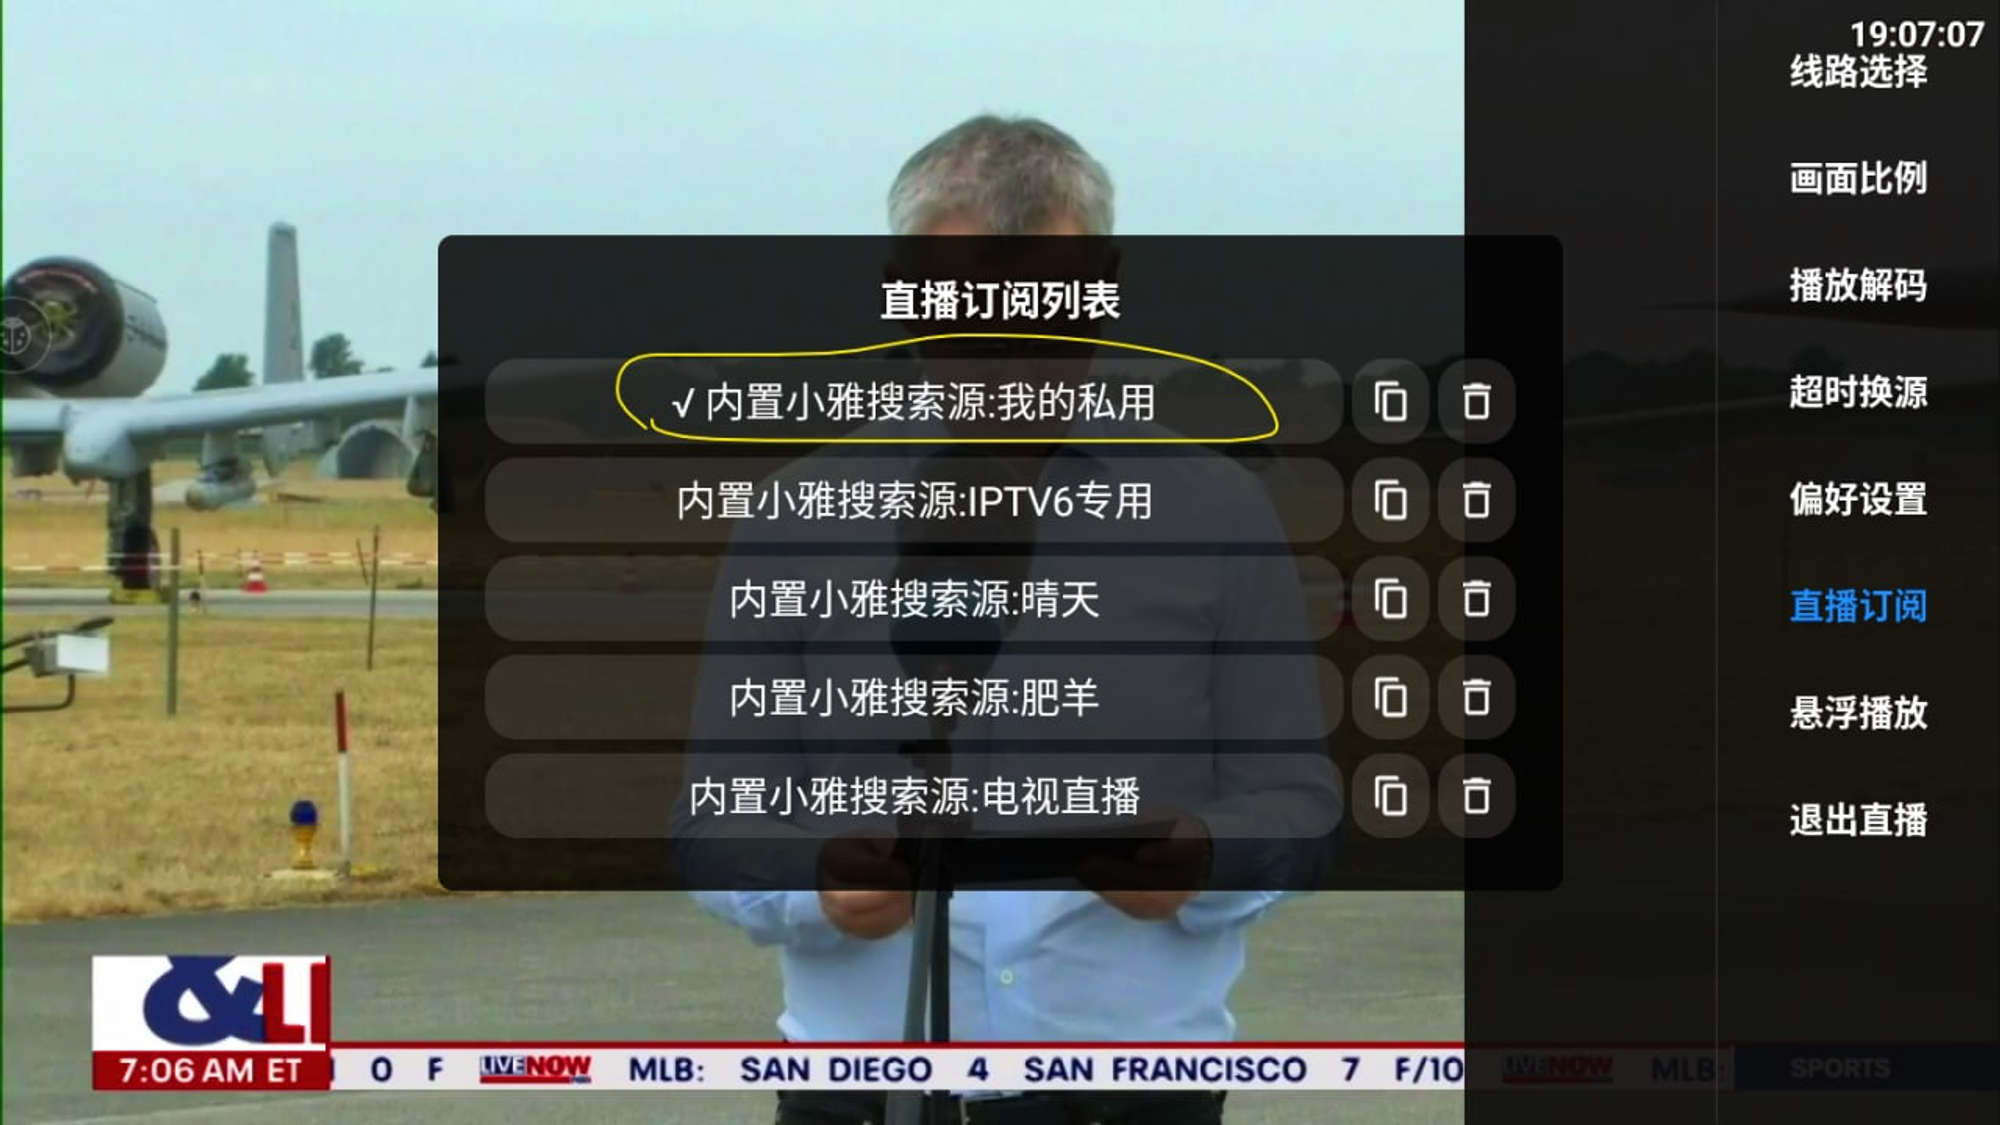 19:07:07
线路选择
画面比例
播放解码
超时换源
偏好设置
直播订阅
悬浮播放
退出直播
直播订阅列表
√ 内置小雅搜索源:我的私用
内置小雅搜索源:IPTV6专用
内置小雅搜索源:晴天
内置小雅搜索源:肥羊
内置小雅搜索源:电视直播
&LI
7:06 AM ET
0 F LIVENOW MLB: SAN DIEGO 4 SAN FRANCISCO 7 F/10 LIVENOW MLB: SPORTS